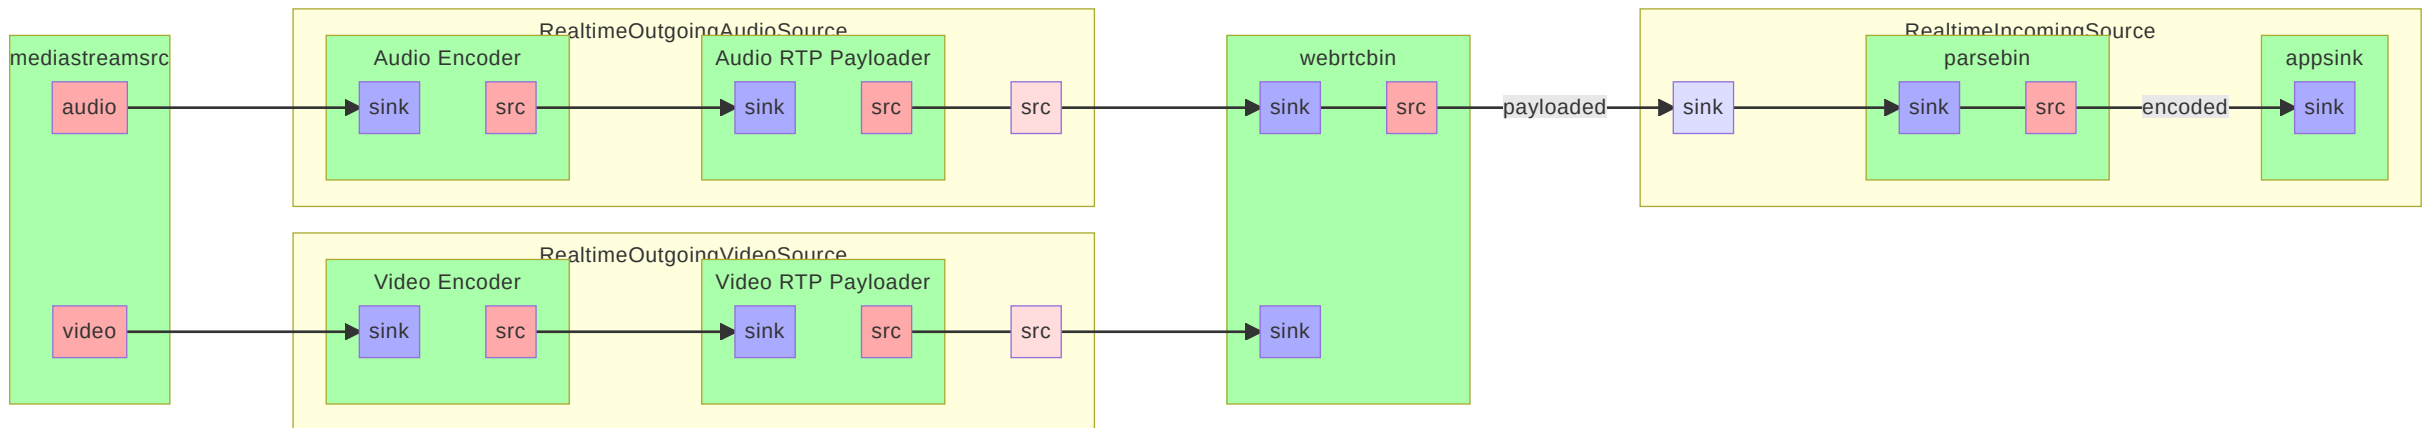 RealtimeOutgoingAudioSource
RealtimeIncomingSource
mediastreamsrc
Audio Encoder
Audio RTP Payloader
webrtcbin
parsebin
appsink
audio
sink
src
sink
src
src
sink
src
payloaded
sink
sink
src
encoded
sink
RealtimeOutgoingVideoSource
Video Encoder
Video RTP Payloader
video
sink
src
sink
src
src
sink